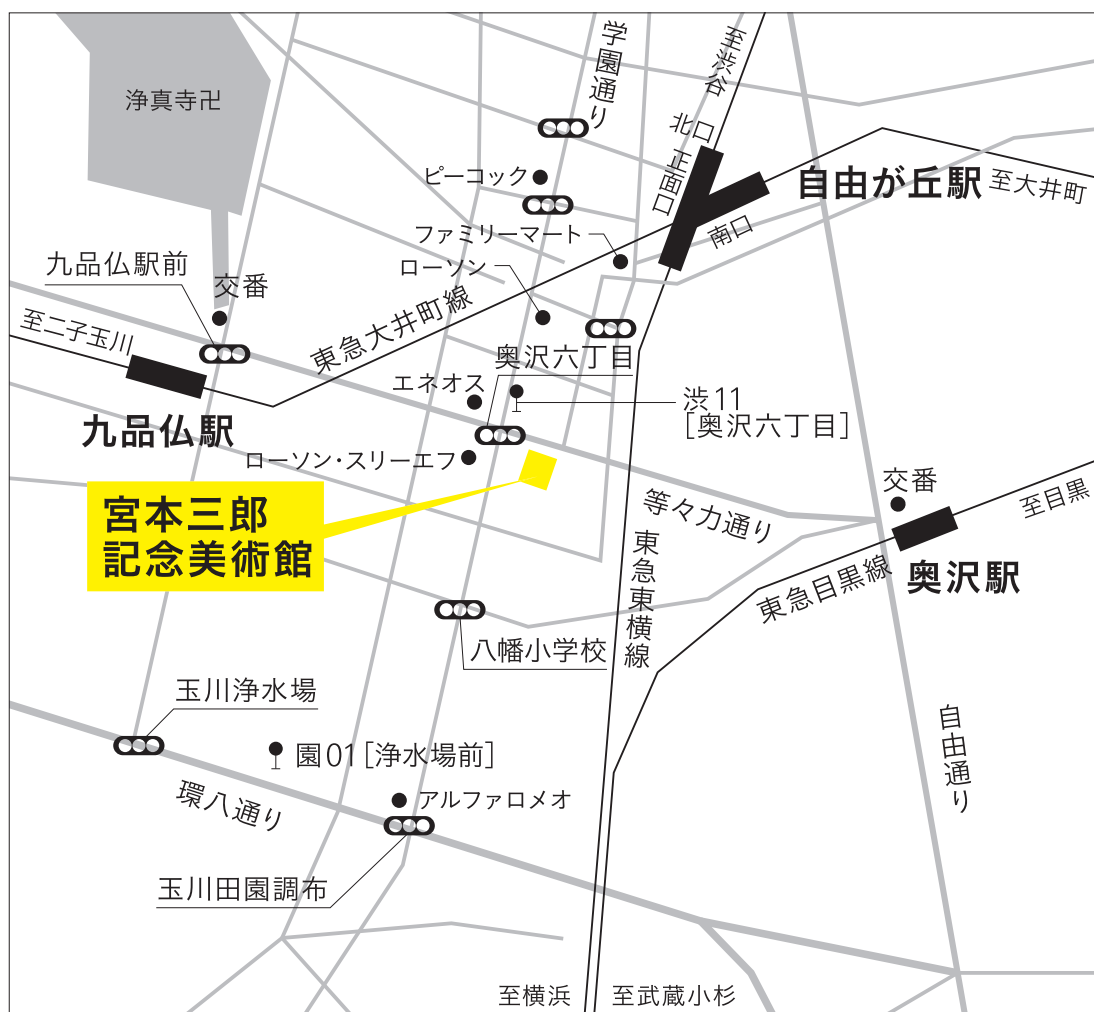 学園通り
至渋谷
浄真寺卍
北口
正面口
ピーコック
自由が丘駅
至大井町
南口
ファミリーマート
ローソン
九品仏駅前
交番
東急大井町線
至二子玉川
奥沢六丁目
エネオス
渋11
[奥沢六丁目]
九品仏駅
ローソン・スリーエフ
宮本三郎
記念美術館
交番
等々力通り
至目黒
奥沢駅
東急目黒線
東急東横線
八幡小学校
玉川浄水場
自由通り
園01[浄水場前]
環八通り
アルファロメオ
玉川田園調布
至横浜
至武蔵小杉